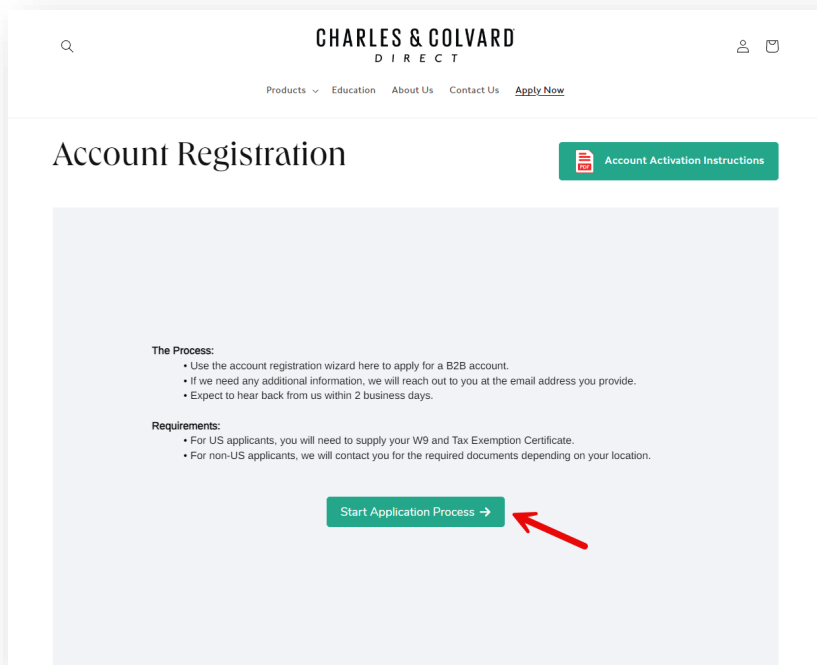 CHARLES & COLVARD
DIRECT
Products Education About Us Contact Us Apply Now
Account Registration
PDF
Account Activation Instructions
The Process:
• Use the account registration wizard here to apply for a B2B account.
• If we need any additional information, we will reach out to you at the email address you provide.
• Expect to hear back from us within 2 business days.
Requirements:
• For US applicants, you will need to supply your W9 and Tax Exemption Certificate.
• For non-US applicants, we will contact you for the required documents depending on your location.
Start Application Process →